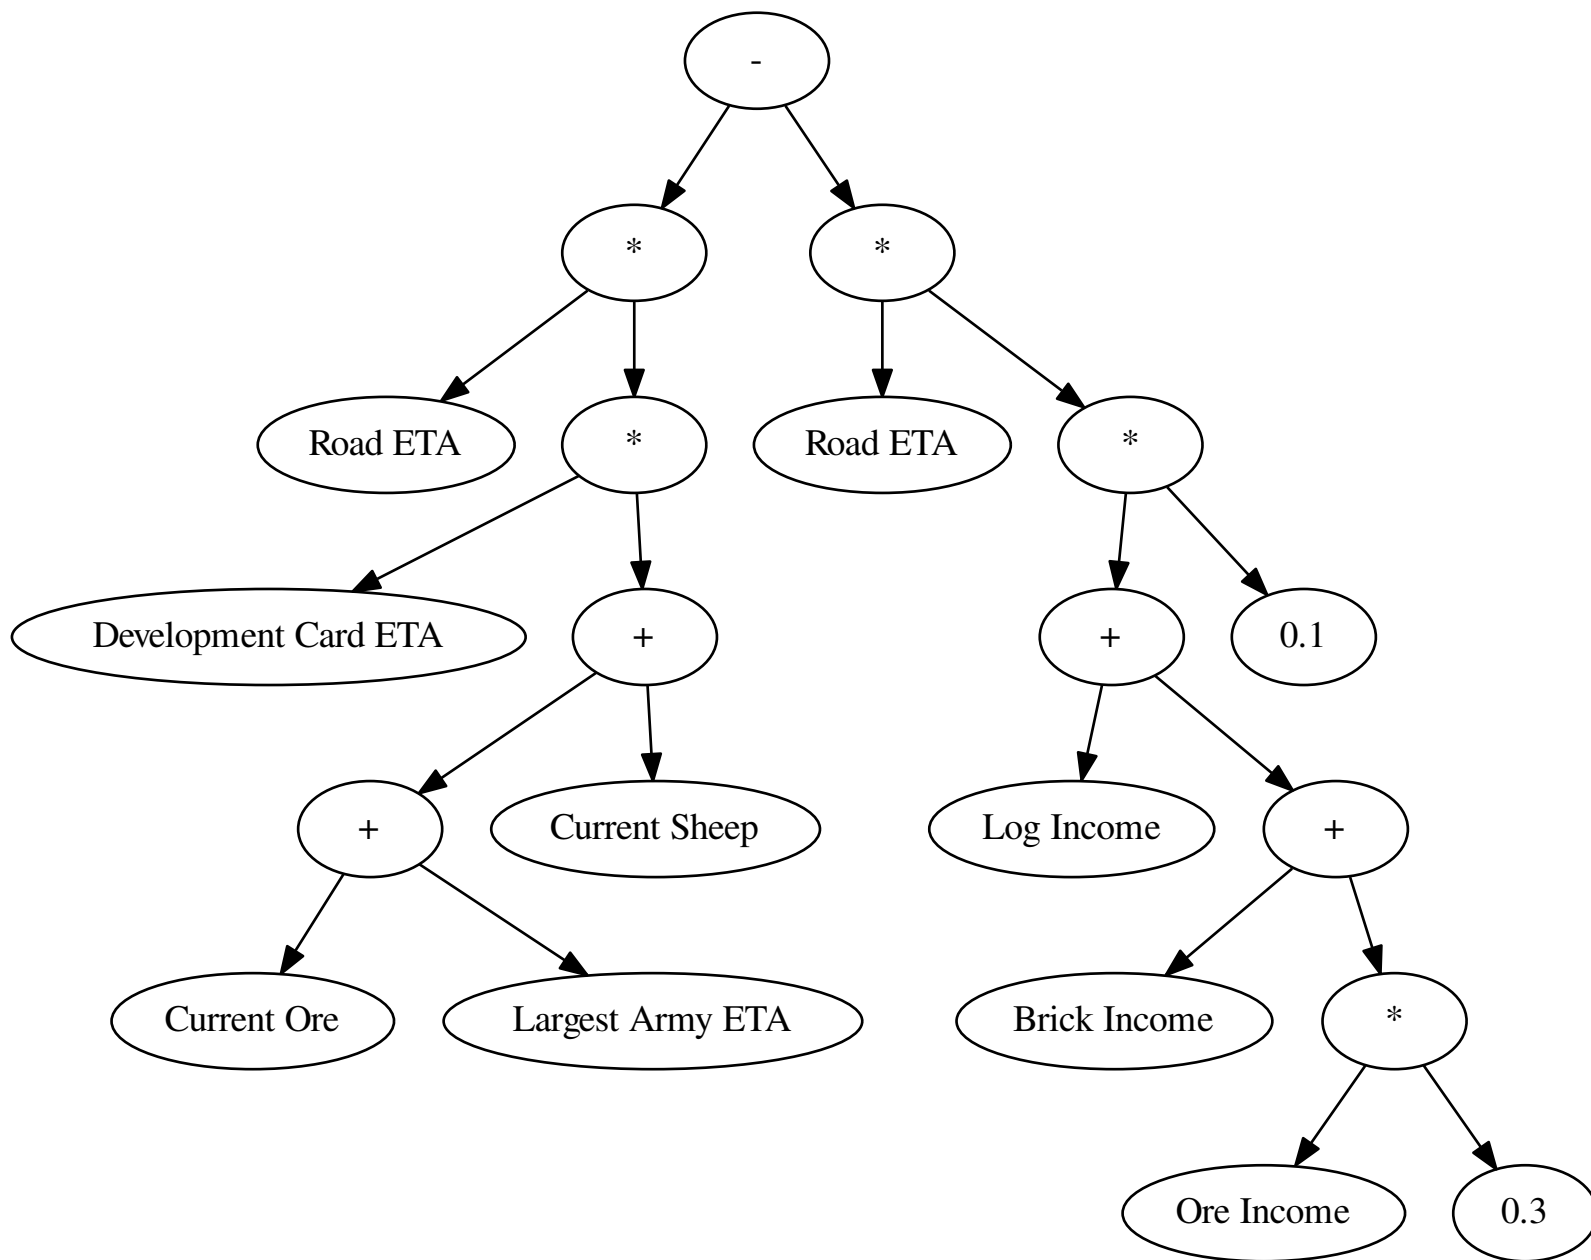 -
*
*
Road ETA
*
Road ETA
*
Development Card ETA
+
+
0.1
+
Current Sheep
Log Income
+
Current Ore
Largest Army ETA
Brick Income
*
Ore Income
0.3